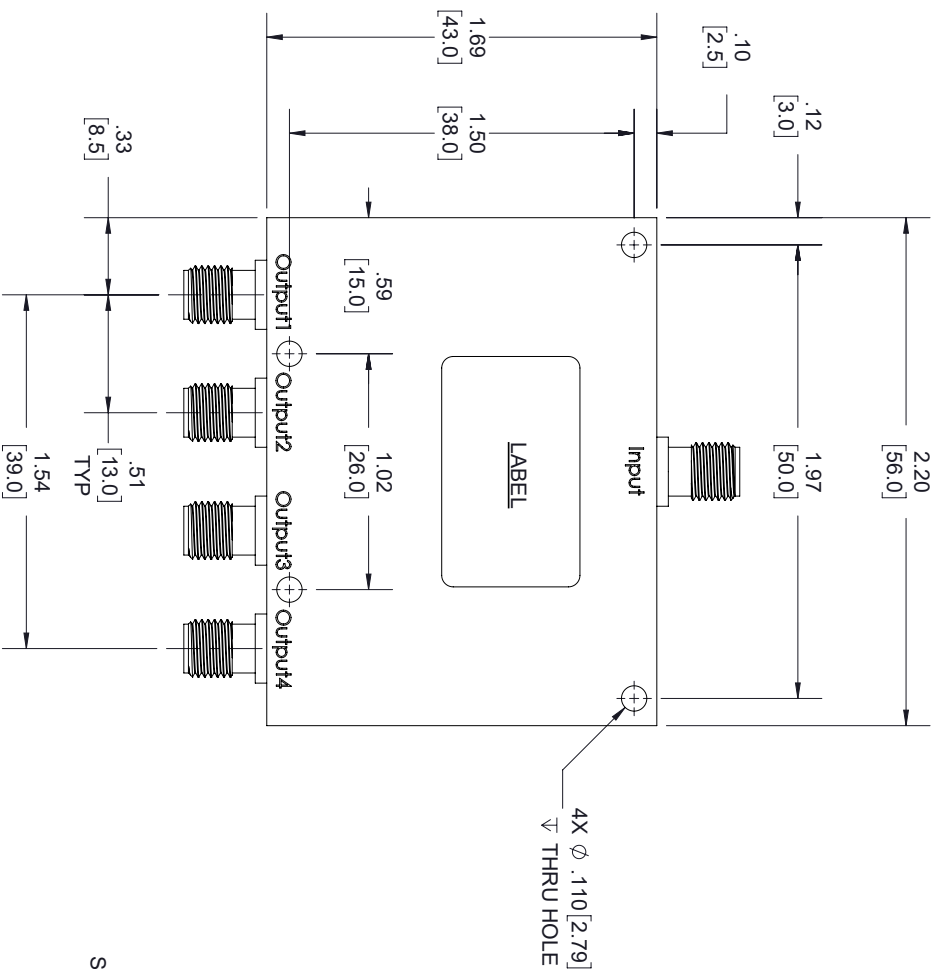 2.20
[56.0]
1.97
[50.0]
.12
[3.0]
.10
[2.5]
1.69
[43.0]
1.50
[38.0]
Input
LABEL
4X ⌀ .110[2.79]
↧ THRU HOLE
.59
[15.0]
1.02
[26.0]
Output1
Output2
Output3
Output4
.33
[8.5]
.51
[13.0]
TYP
1.54
[39.0]
S